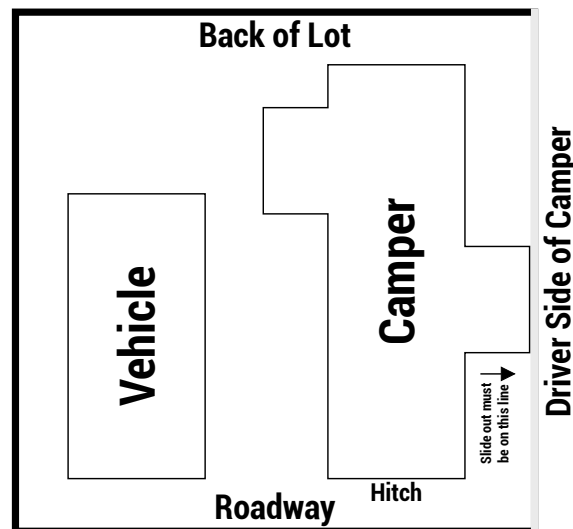 Back of Lot
Vehicle
Camper
Driver Side of Camper
Slide out must
be on this line
Hitch
Roadway